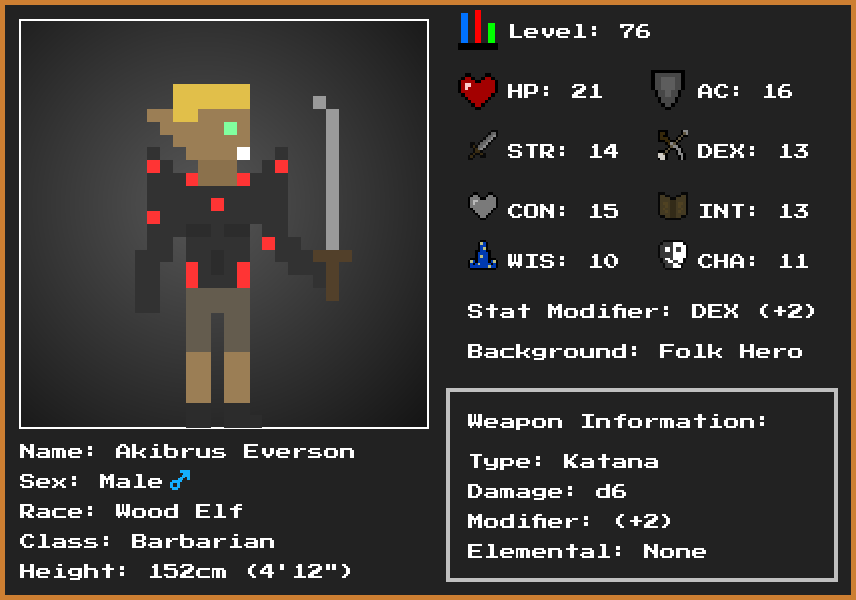 Level: 76
HP: 21
AC: 16
STR: 14
DEX: 13
CON: 15
INT: 13
WIS: 10
CHA: 11
Stat Modifier: DEX (+2)
Background: Folk Hero
Weapon Information:
Type: Katana
Damage: d6
Modifier: (+2)
Elemental: None
Name: Akibrus Everson
Sex: Male♂
Race: Wood Elf
Class: Barbarian
Height: 152cm (4'12")